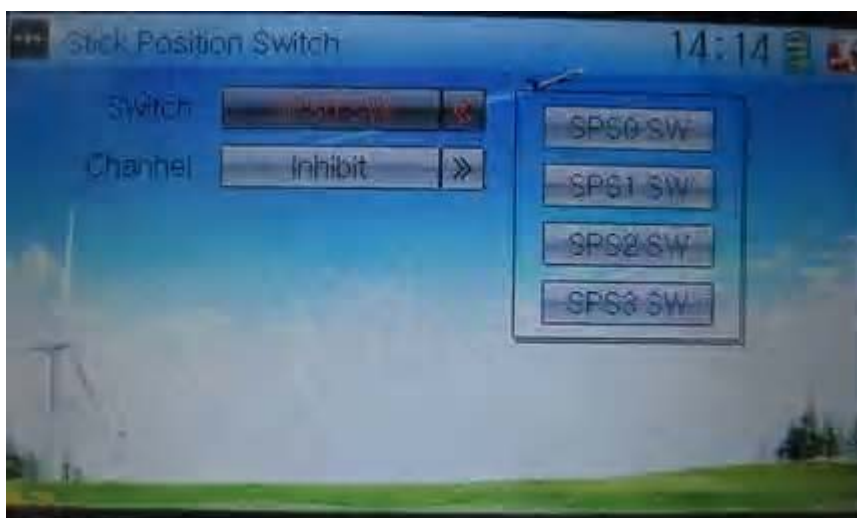 Stick Position Switch 14:14
Switch
Channel Inhibit »
SPS0 SW
SPS1 SW
SPS2 SW
SPS3 SW